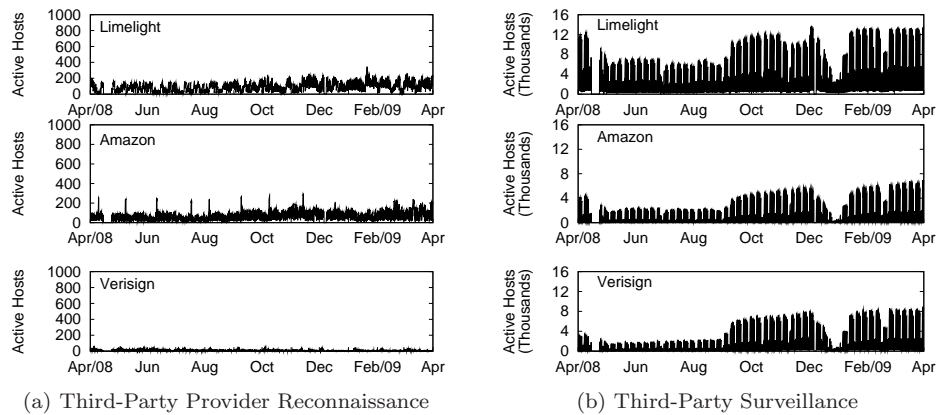 Active Hosts
1000
800
600
400
200
0
Limelight
Apr/08 Jun Aug Oct Dec Feb/09 Apr
Active Hosts
1000
800
600
400
200
0
Amazon
Apr/08 Jun Aug Oct Dec Feb/09 Apr
Active Hosts
1000
800
600
400
200
0
Verisign
Apr/08 Jun Aug Oct Dec Feb/09 Apr
(a) Third-Party Provider Reconnaissance
Active Hosts
(Thousands)
16
12
8
4
0
Limelight
Apr/08 Jun Aug Oct Dec Feb/09 Apr
Active Hosts
(Thousands)
16
12
8
4
0
Amazon
Apr/08 Jun Aug Oct Dec Feb/09 Apr
Active Hosts
(Thousands)
16
12
8
4
0
Verisign
Apr/08 Jun Aug Oct Dec Feb/09 Apr
(b) Third-Party Surveillance